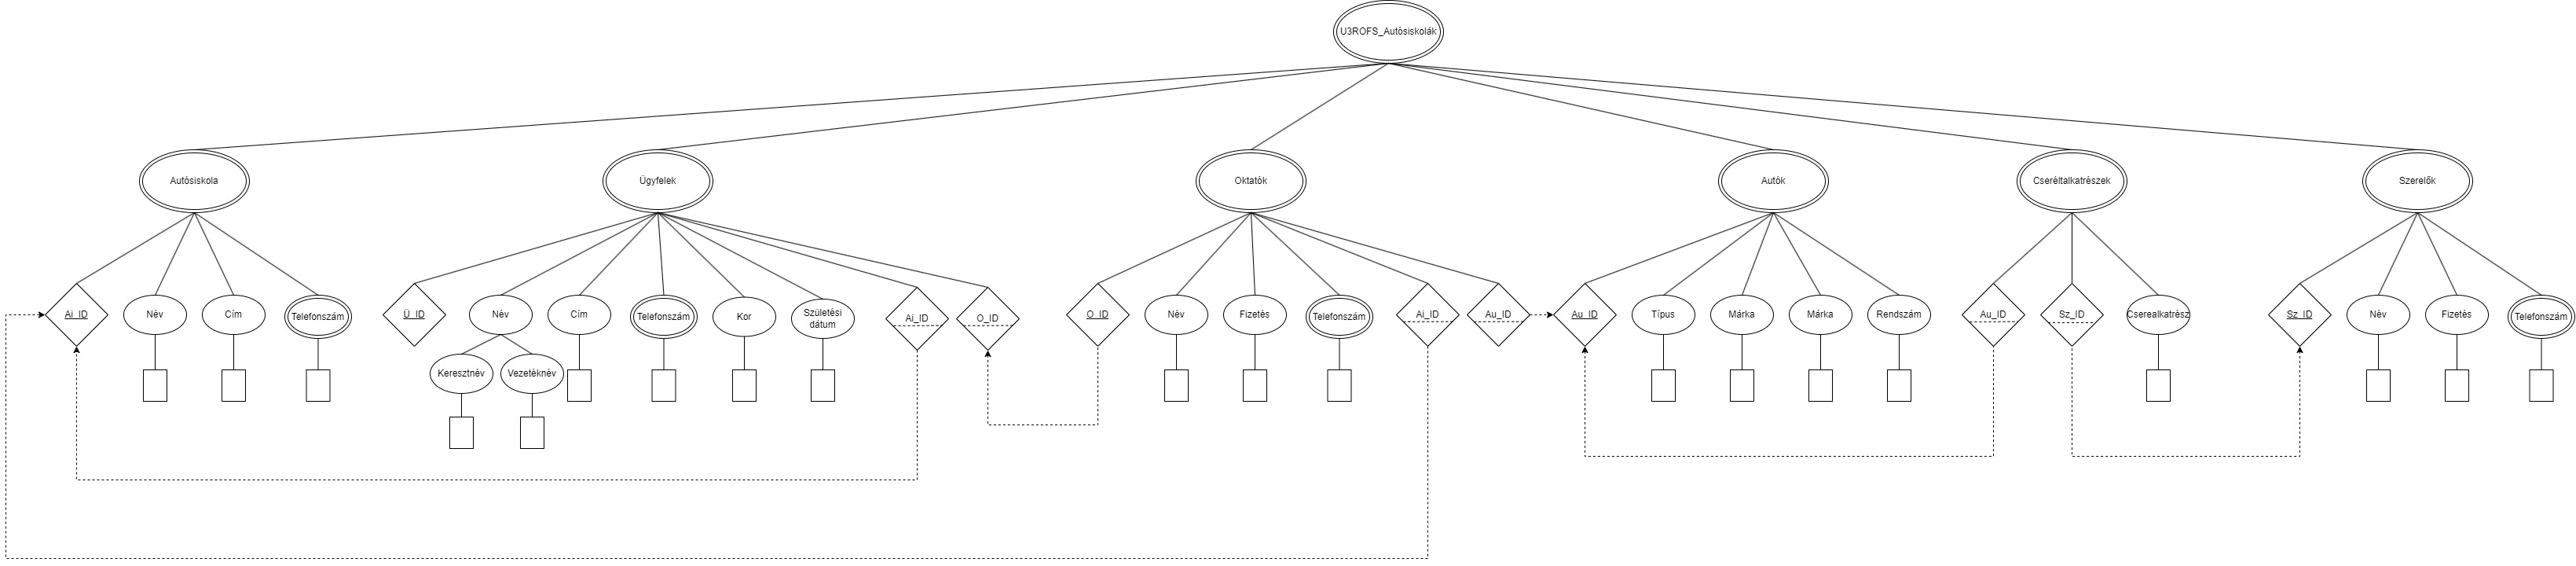 U3ROFS_Autósiskolák
Autósiskola
Ügyfelek
Oktatók
Autók
Cseréltalkatrészek
Szerelők
Ai_ID
Név
Cím
Telefonszám
Ü_ID
Név
Cím
Telefonszám
Kor
Születési
dátum
Ai_ID
O_ID
O_ID
Név
Fizetés
Telefonszám
Ai_ID
Au_ID
Au_ID
Típus
Márka
Márka
Rendszám
Au_ID
Sz_ID
Cserealkatrész
Sz_ID
Név
Fizetés
Telefonszám
Keresztnév
Vezetéknév